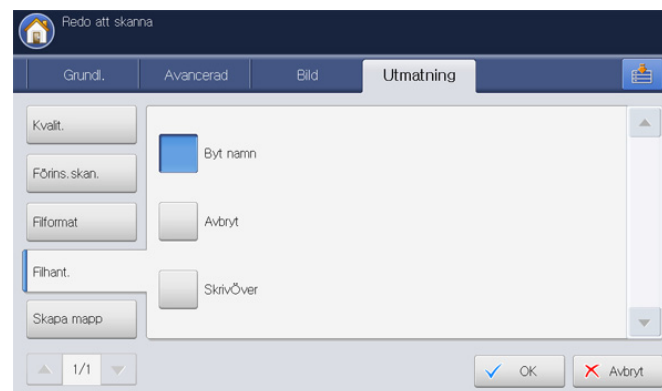 Redo att skanna
Grundl.
Avancerad
Bild
Utmatning
Kvalit.
Förins.skan.
Filformat
Filhant.
Skapa mapp
Byt namn
Avbryt
SkrivÖver
1/1
OK
Avbryt